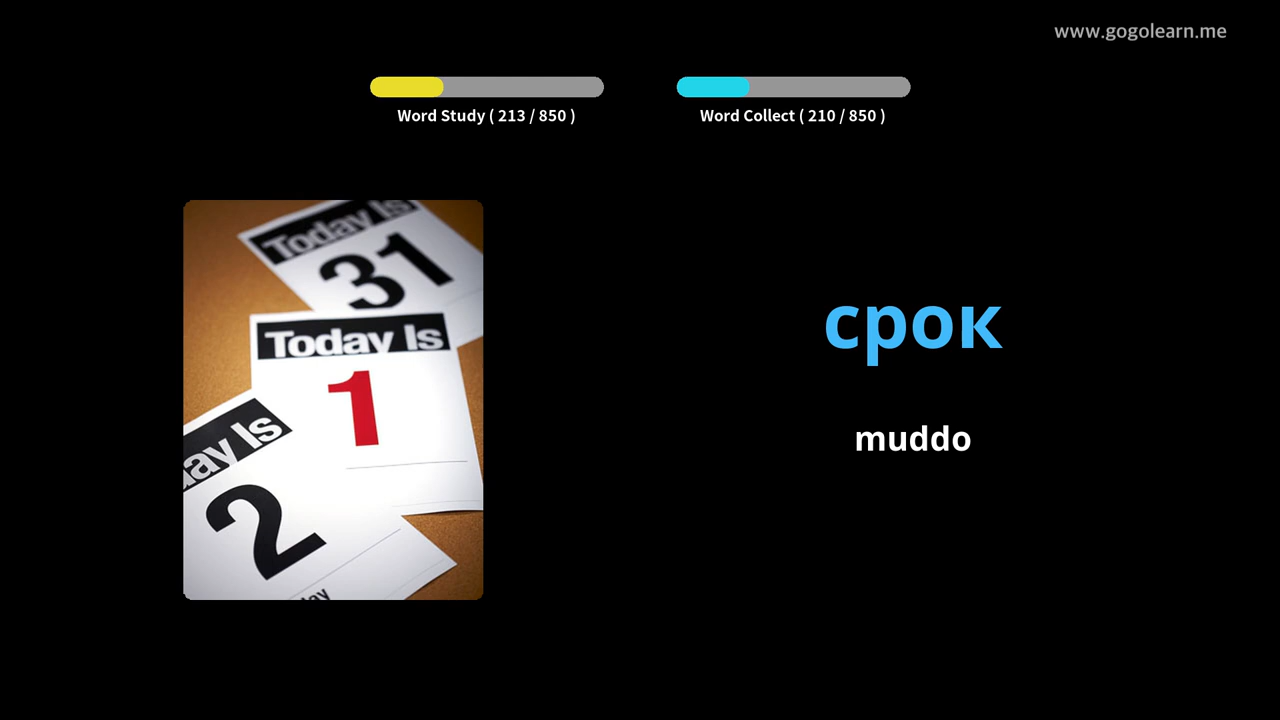 www.gogolearn.me
Word Study ( 213 / 850 )
Word Collect ( 210 / 850 )
Today Is
31
Today Is
1
ay Is
2
ay
срок
muddo